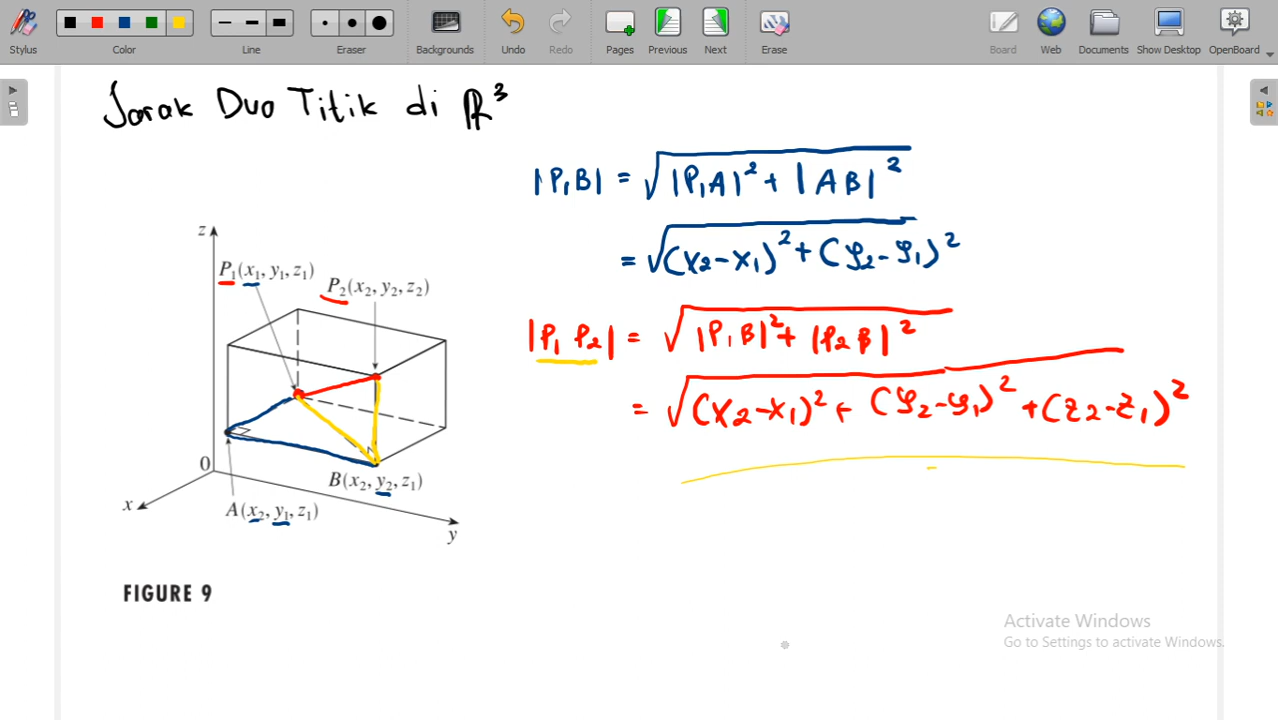 Stylus
Color
Line
Eraser
Backgrounds
Undo
Redo
Pages
Previous
Next
Erase
Board
Web
Documents
Show Desktop
OpenBoard
Jarak Dua Titik di ℝ³
|P₁B| = √|P₁A|² + |AB|²
= √(x₂-x₁)² + (y₂-y₁)²
|P₁ P₂| = √|P₁B|² + |P₂B|²
= √(x₂-x₁)² + (y₂-y₁)² + (z₂-z₁)²
z
P₁(x₁, y₁, z₁)
P₂(x₂, y₂, z₂)
0
B(x₂, y₂, z₁)
x
A(x₂, y₁, z₁)
y
FIGURE 9
Activate Windows
Go to Settings to activate Windows.